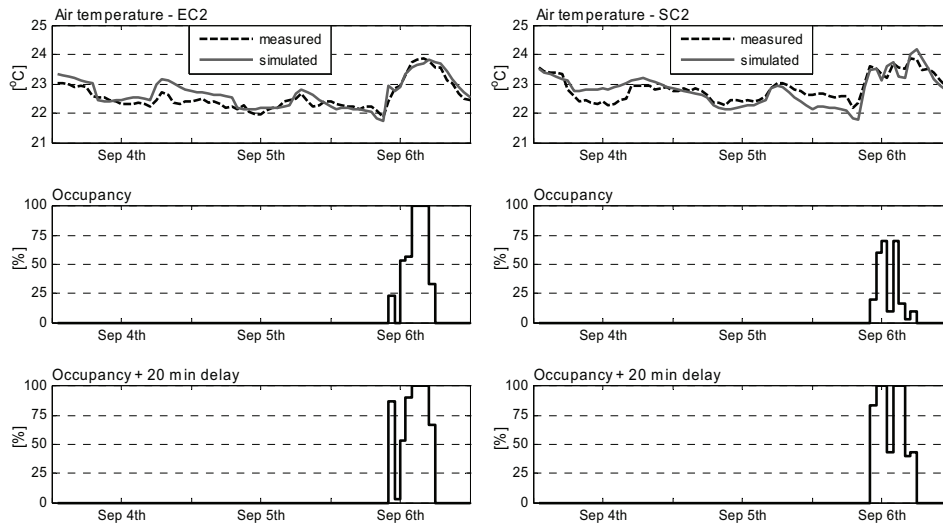 Air temperature - EC2
[°C]
25
24
23
22
21
measured
simulated
Sep 4th
Sep 5th
Sep 6th
Air temperature - SC2
[°C]
25
24
23
22
21
measured
simulated
Sep 4th
Sep 5th
Sep 6th
Occupancy
[%]
100
75
50
25
0
Sep 4th
Sep 5th
Sep 6th
Occupancy
[%]
100
75
50
25
0
Sep 4th
Sep 5th
Sep 6th
Occupancy + 20 min delay
[%]
100
75
50
25
0
Sep 4th
Sep 5th
Sep 6th
Occupancy + 20 min delay
[%]
100
75
50
25
0
Sep 4th
Sep 5th
Sep 6th